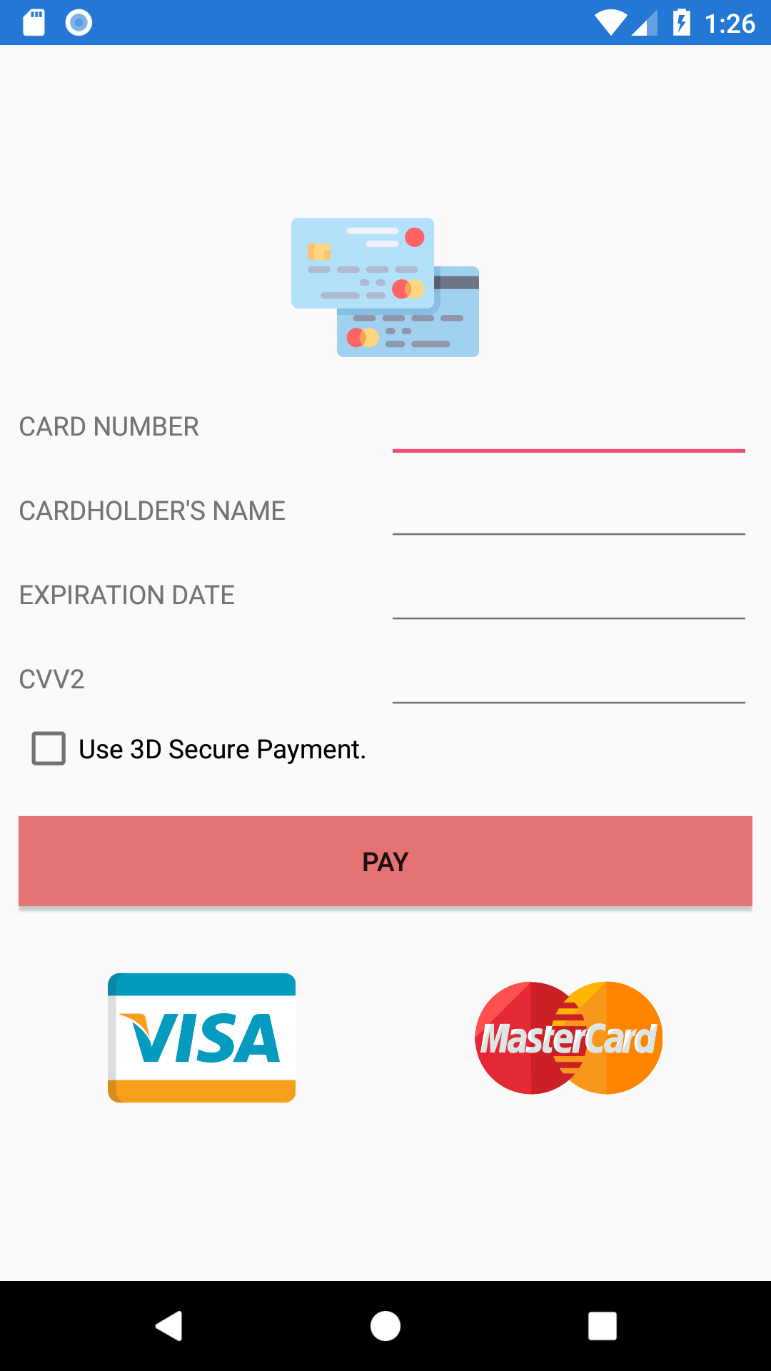 1:26
CARD NUMBER
CARDHOLDER'S NAME
EXPIRATION DATE
CVV2
Use 3D Secure Payment.
PAY
VISA
MasterCard